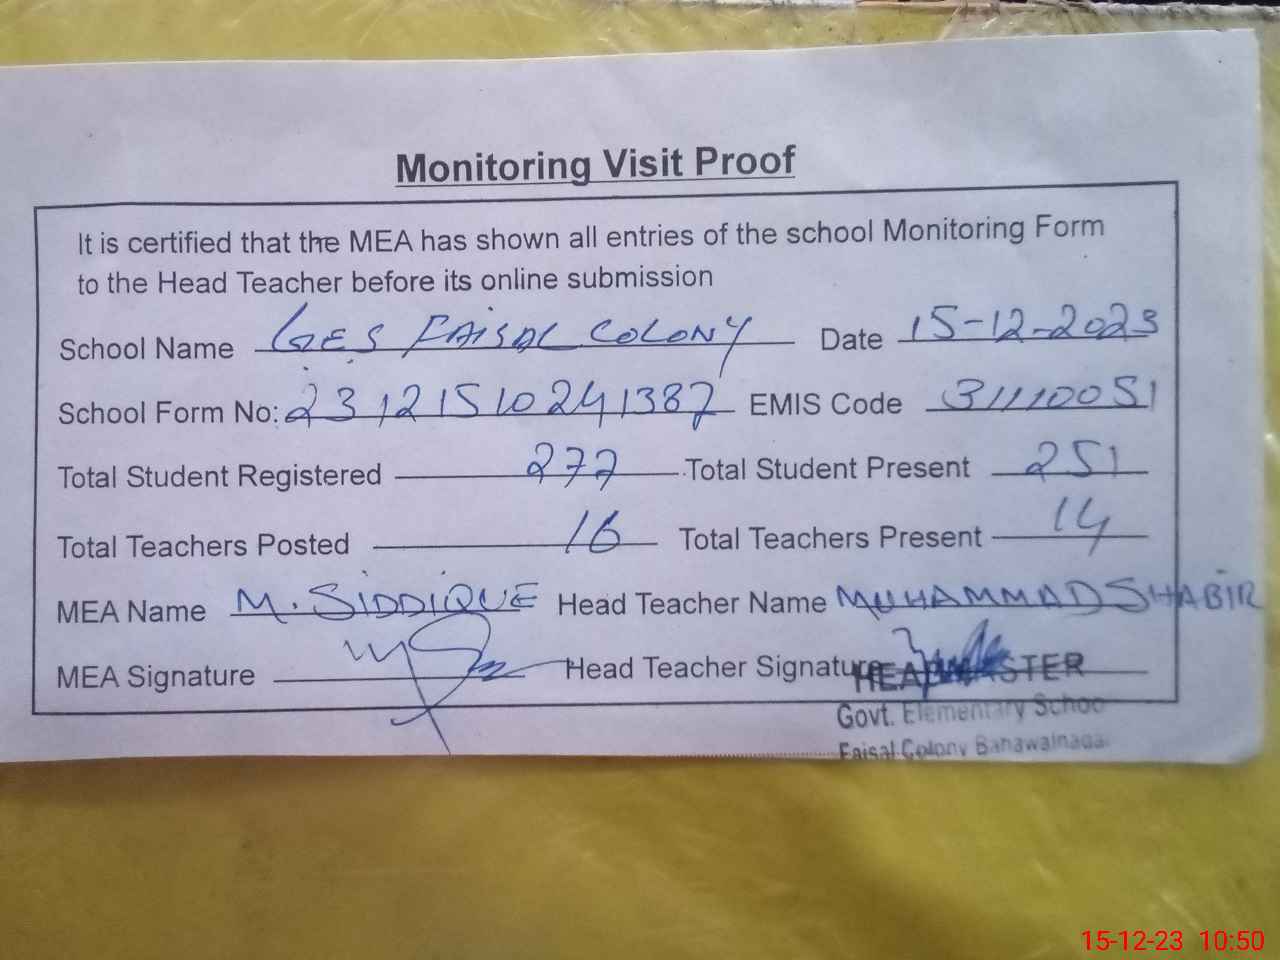 Monitoring Visit Proof
It is certified that the MEA has shown all entries of the school Monitoring Form
to the Head Teacher before its online submission
School Name GES FAISAL COLONY Date 15-12-2023
School Form No: 23121510241387 EMIS Code 31110051
Total Student Registered 277 Total Student Present 251
Total Teachers Posted 16 Total Teachers Present 14
MEA Name M. SIDDIQUE Head Teacher Name MUHAMMAD SHABIR
MEA Signature Head Teacher Signature
HEADMASTER
Govt. Elementary School
Faisal Colony Bahawalnagar
15-12-23 10:50